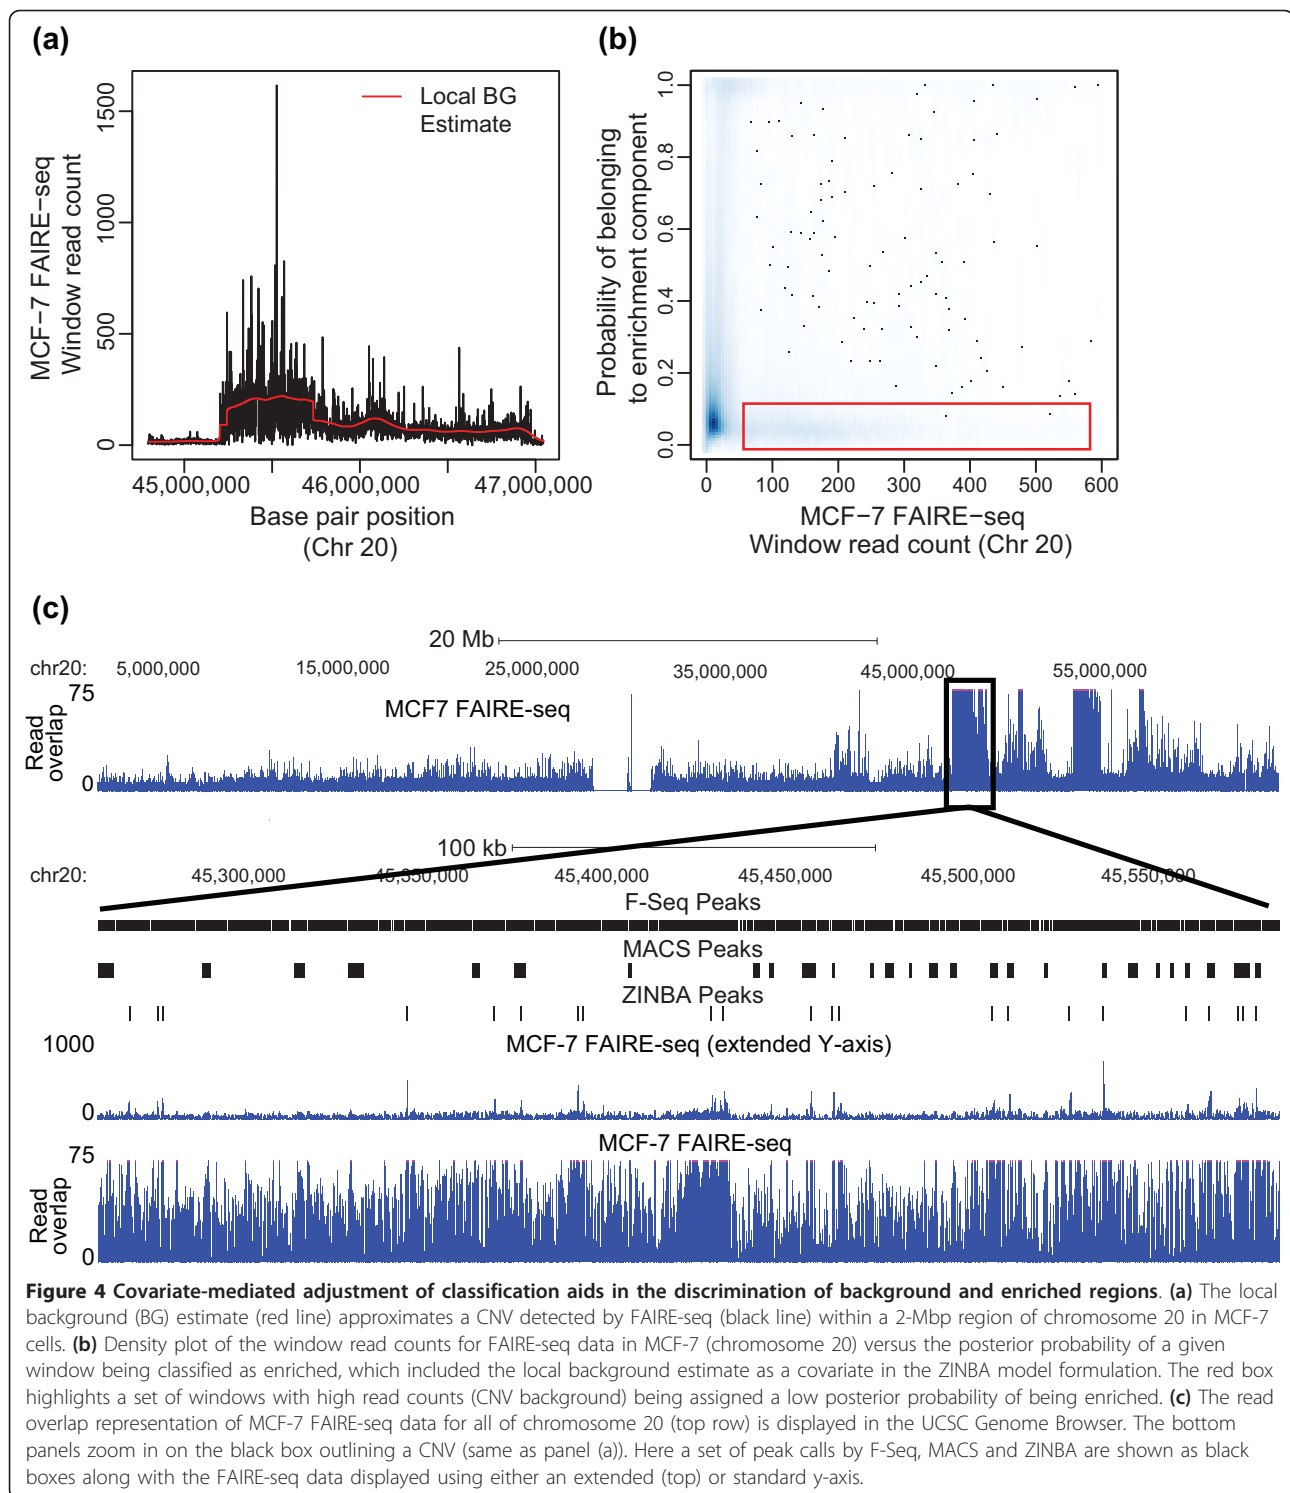 (a)
MCF-7 FAIRE-seq
Window read count
1500
1000
500
0
Local BG
Estimate
45,000,000
46,000,000
47,000,000
Base pair position
(Chr 20)
(b)
Probability of belonging
to enrichment component
1.0
0.8
0.6
0.4
0.2
0.0
0
100
200
300
400
500
600
MCF-7 FAIRE-seq
Window read count (Chr 20)
(c)
20 Mb
chr20:
5,000,000
15,000,000
25,000,000
35,000,000
45,000,000
55,000,000
75
MCF7 FAIRE-seq
Read
overlap
0
100 kb
chr20:
45,300,000
45,350,000
45,400,000
45,450,000
45,500,000
45,550,000
F-Seq Peaks
MACS Peaks
ZINBA Peaks
1000
MCF-7 FAIRE-seq (extended Y-axis)
0
MCF-7 FAIRE-seq
75
Read
overlap
0
Figure 4 Covariate-mediated adjustment of classification aids in the discrimination of background and enriched regions. (a) The local
background (BG) estimate (red line) approximates a CNV detected by FAIRE-seq (black line) within a 2-Mbp region of chromosome 20 in MCF-7
cells. (b) Density plot of the window read counts for FAIRE-seq data in MCF-7 (chromosome 20) versus the posterior probability of a given
window being classified as enriched, which included the local background estimate as a covariate in the ZINBA model formulation. The red box
highlights a set of windows with high read counts (CNV background) being assigned a low posterior probability of being enriched. (c) The read
overlap representation of MCF-7 FAIRE-seq data for all of chromosome 20 (top row) is displayed in the UCSC Genome Browser. The bottom
panels zoom in on the black box outlining a CNV (same as panel (a)). Here a set of peak calls by F-Seq, MACS and ZINBA are shown as black
boxes along with the FAIRE-seq data displayed using either an extended (top) or standard y-axis.